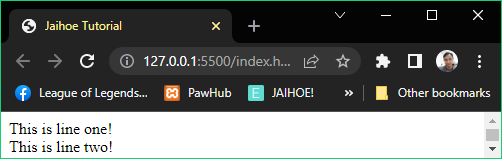 Jaihoe Tutorial
127.0.0.1:5500/index.h...
League of Legends... PawHub JAIHOE! » Other bookmarks
This is line one!
This is line two!